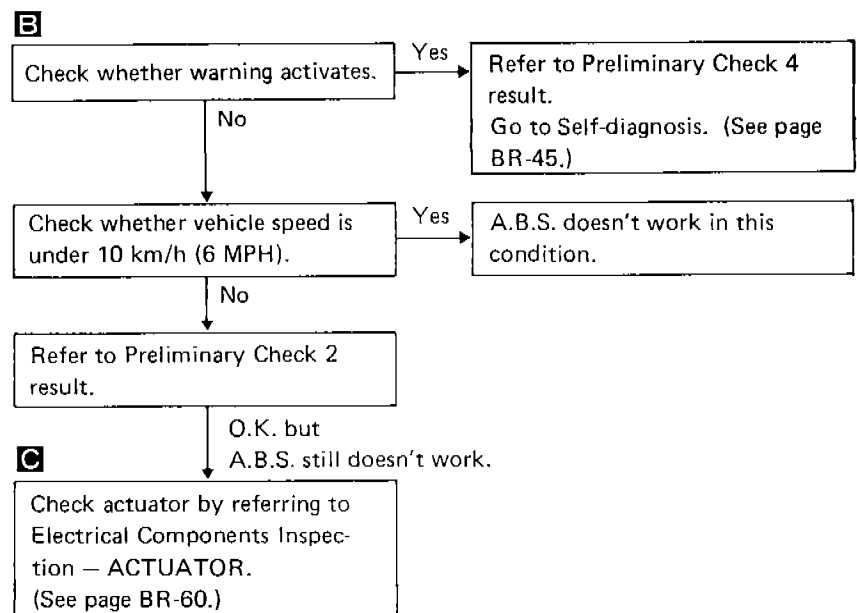 B
Check whether warning activates.
Yes
Refer to Preliminary Check 4
result.
Go to Self-diagnosis. (See page
BR-45.)
No
Check whether vehicle speed is
under 10 km/h (6 MPH).
Yes
A.B.S. doesn't work in this
condition.
No
Refer to Preliminary Check 2
result.
O.K. but
A.B.S. still doesn't work.
C
Check actuator by referring to
Electrical Components Inspec-
tion — ACTUATOR.
(See page BR-60.)